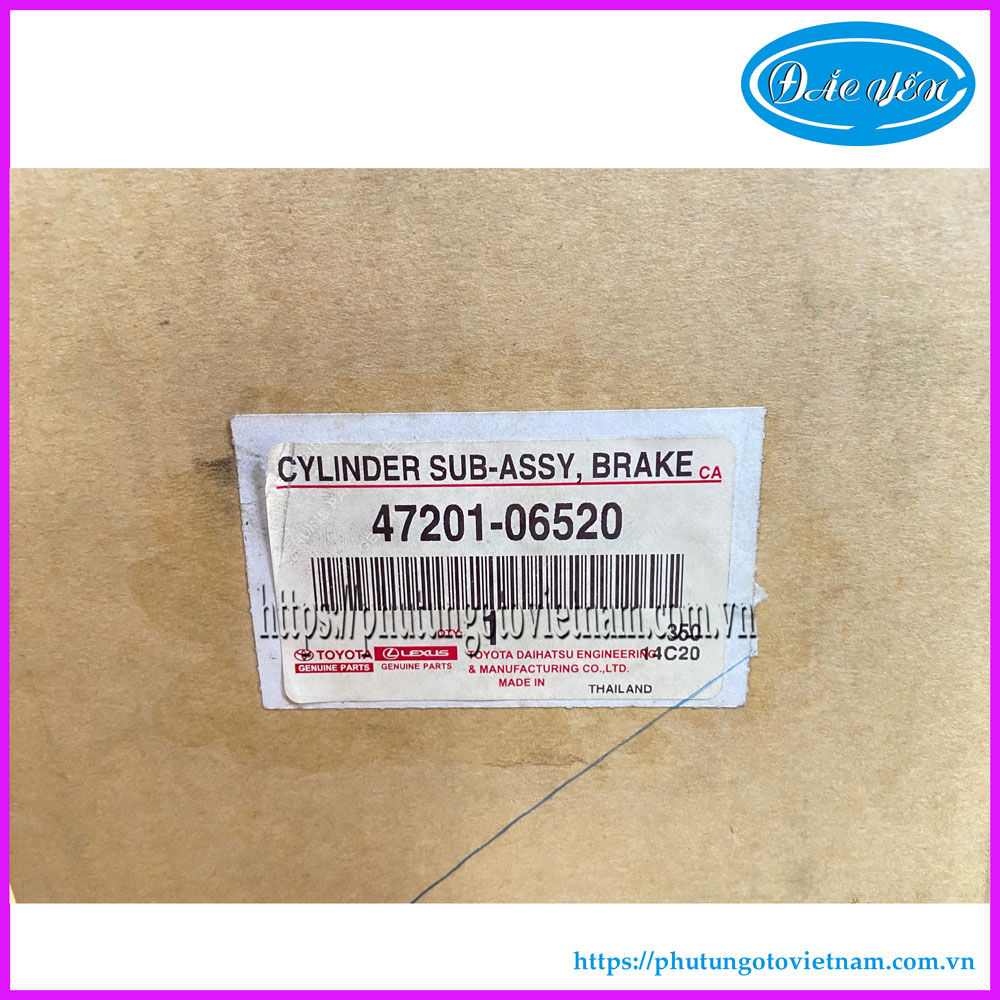 ĐẮC YẾN
CYLINDER SUB-ASSY, BRAKE CA
47201-06520
https://phutungotovietnam.com.vn
QTY. 1 350
TOYOTA LEXUS TOYOTA DAIHATSU ENGINEERING 14C20
GENUINE PARTS GENUINE PARTS & MANUFACTURING CO.,LTD.
MADE IN THAILAND
https://phutungotovietnam.com.vn